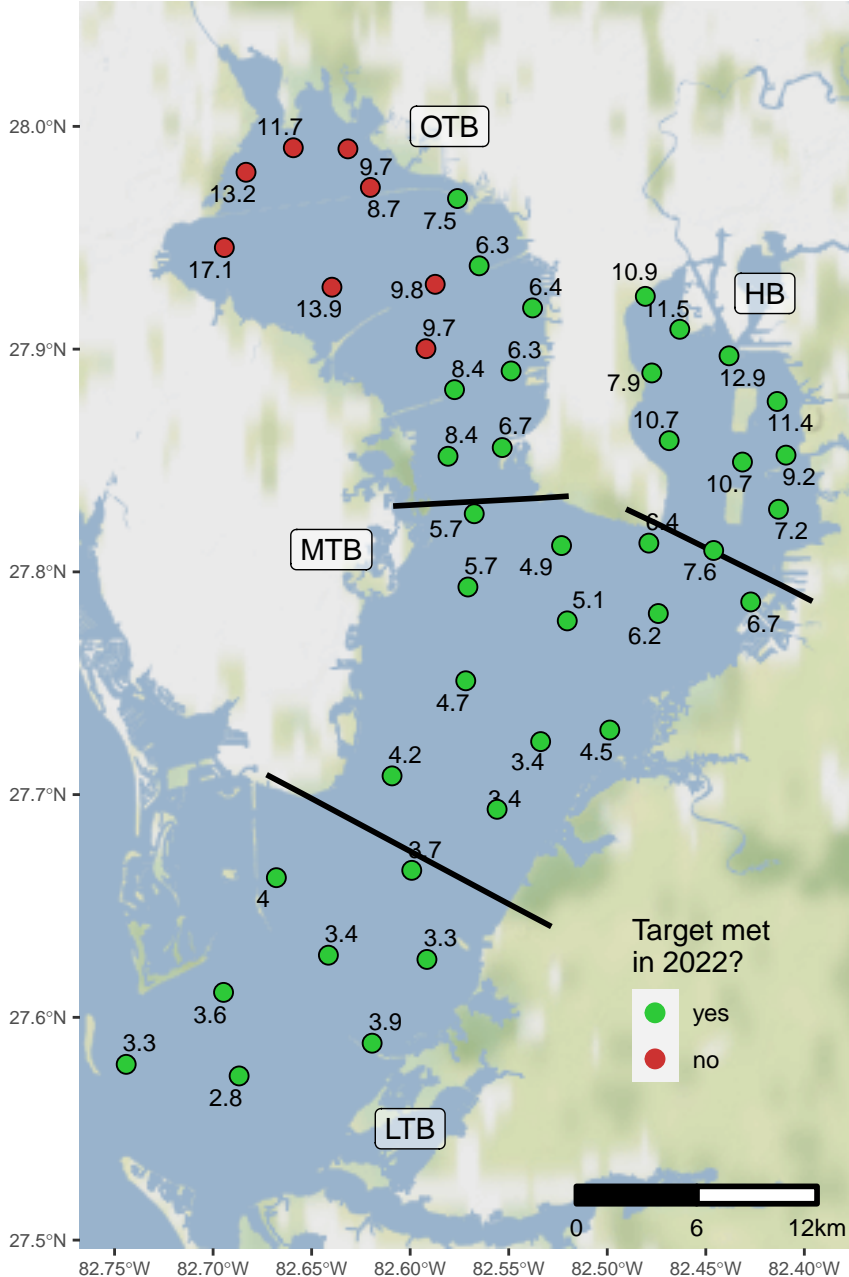 28.0°N
27.9°N
27.8°N
27.7°N
27.6°N
27.5°N
OTB
11.7
9.7
13.2
8.7
7.5
17.1
6.3
13.9
9.8
6.4
HB
10.9
11.5
9.7
6.3
12.9
8.4
7.9
11.4
8.4
6.7
10.7
10.7
9.2
MTB
5.7
4.9
6.4
7.6
7.2
5.7
5.1
6.2
6.7
4.7
3.4
4.5
4.2
3.4
3.7
4
3.4
3.3
3.6
3.9
3.3
2.8
LTB
Target met
in 2022?
yes
no
0 6 12km
82.75°W 82.70°W 82.65°W 82.60°W 82.55°W 82.50°W 82.45°W 82.40°W